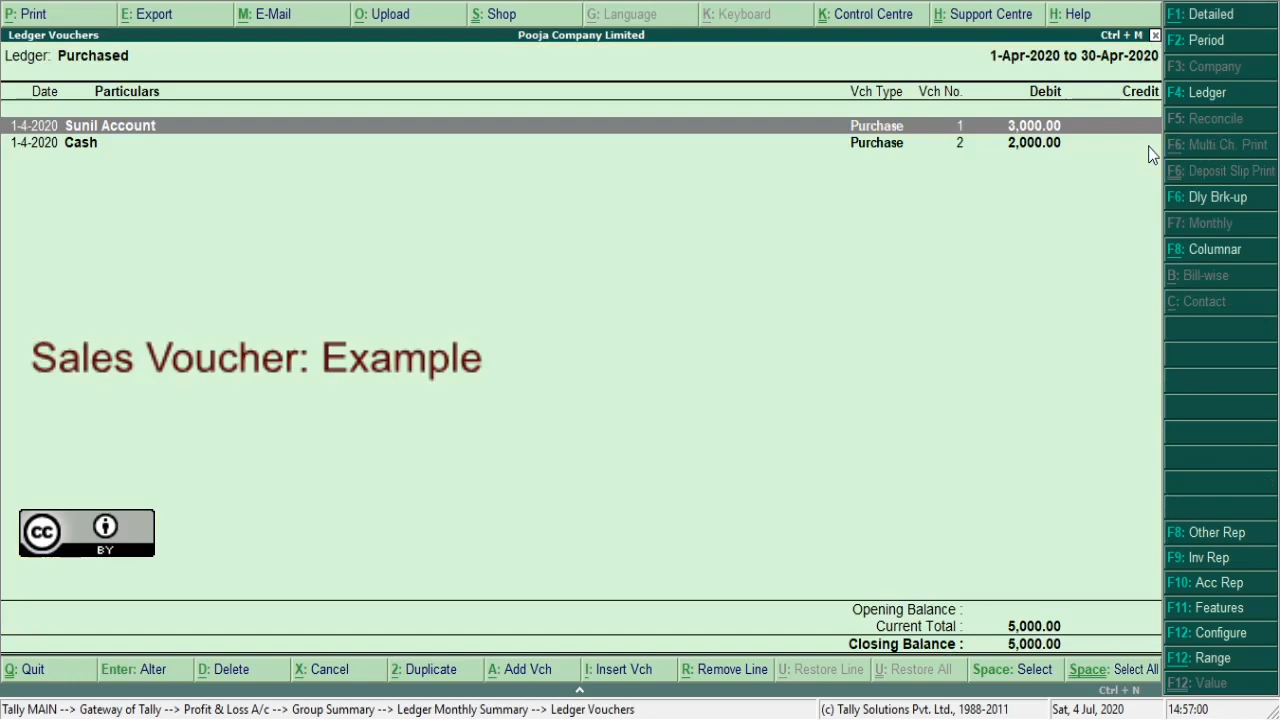 P: Print E: Export M: E-Mail O: Upload S: Shop G: Language K: Keyboard K: Control Centre H: Support Centre H: Help
Ledger Vouchers Pooja Company Limited Ctrl + M x
Ledger: Purchased 1-Apr-2020 to 30-Apr-2020
Date Particulars Vch Type Vch No. Debit Credit
1-4-2020 Sunil Account Purchase 1 3,000.00
1-4-2020 Cash Purchase 2 2,000.00
Sales Voucher: Example
cc
BY
Opening Balance :
Current Total : 5,000.00
Closing Balance : 5,000.00
Q: Quit Enter: Alter D: Delete X: Cancel 2: Duplicate A: Add Vch I: Insert Vch R: Remove Line U: Restore Line U: Restore All Space: Select Space: Select All
Ctrl + N
Tally MAIN --> Gateway of Tally --> Profit & Loss A/c --> Group Summary --> Ledger Monthly Summary --> Ledger Vouchers (c) Tally Solutions Pvt. Ltd., 1988-2011 Sat, 4 Jul, 2020 14:57:00
F1: Detailed
F2: Period
F3: Company
F4: Ledger
F5: Reconcile
F6: Multi Ch. Print
F6: Deposit Slip Print
F6: Dly Brk-up
F7: Monthly
F8: Columnar
B: Bill-wise
C: Contact
F8: Other Rep
F9: Inv Rep
F10: Acc Rep
F11: Features
F12: Configure
F12: Range
F12: Value